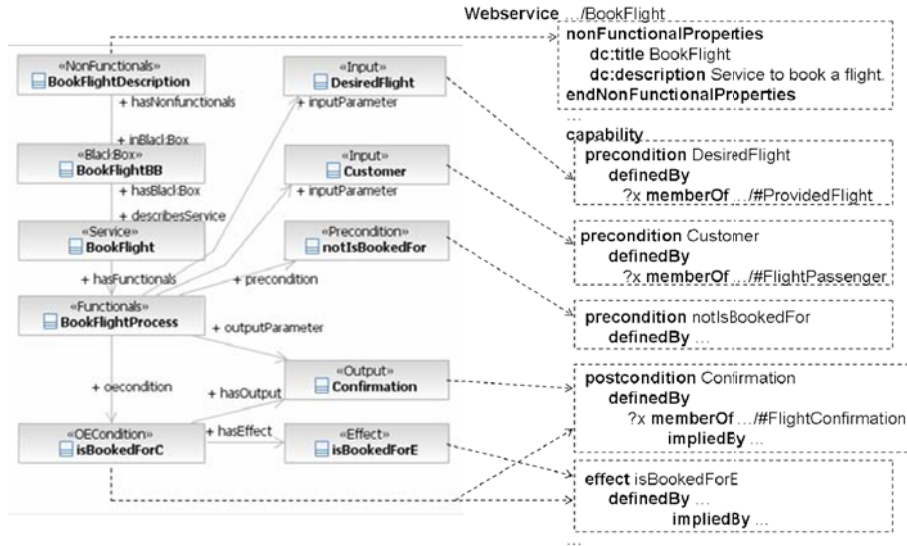 Webservice .../BookFlight
«NonFunctionals»
BookFlightDescription
+ hasNonfunctionals
+ inBlackBox
«BlackBox»
BookFlightBB
+ hasBlackBox
+ describesService
«Service»
BookFlight
+ hasFunctionals
«Functionals»
BookFlightProcess
+ oecondition
«OECondition»
isBookedForC
«Input»
DesiredFlight
+ inputParameter
«Input»
Customer
+ inputParameter
«Precondition»
notIsBookedFor
+ precondition
+ outputParameter
«Output»
Confirmation
+ hasOutput
+ hasEffect
«Effect»
isBookedForE
nonFunctionalProperties
dc:title BookFlight
dc:description Service to book a flight.
endNonFunctionalProperties
...
capability
precondition DesiredFlight
definedBy
?x memberOf .../#ProvidedFlight
precondition Customer
definedBy
?x memberOf .../#FlightPassenger
precondition notIsBookedFor
definedBy ...
postcondition Confirmation
definedBy
?x memberOf .../#FlightConfirmation
impliedBy ...
effect isBookedForE
definedBy ...
impliedBy ...
...